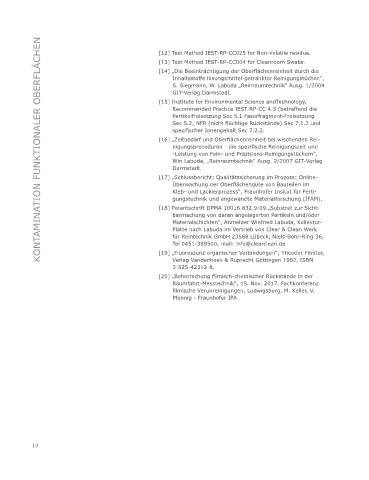 KONTAMINATION FUNKTIONALER OBERFLÄCHEN
[12] Test Method IEST-RP-CC025 for Non-volatile residue.
[13] Test Method IEST-RP-CC004 for Cleanroom Swabs.
[14] „Die Beeinträchtigung der Oberflächenreinheit durch die
Inhaltsstoffe lösungsmittel-getränkter Reinigungstücher.",
S. Siegmann, W. Labuda „Reinraumtechnik" Ausg. 1/2004
GIT-Verlag Darmstadt.
[15] Institute for Environmental Science andTechnology,
Recommended Practice IEST-RP-CC 4.3 (betreffend die
Partikelfreisetzung Sec 5.1 Faserfragment-Freisetzung
Sec 5.2, NFR (nicht flüchtige Rückstände) Sec 7.1.2 und
spezifischer Ionengehalt Sec 7.2.2.
[16] „Zeitbedarf und Oberflächenreinheit bei wischenden Rei-
nigungsprozeduren - die spezifische Reinigungszeit und
-Leistung von Fein- und Präzisions-Reinigungstüchern",
Win Labuda, „Reinraumtechnik" Ausg. 2/2007 GIT-Verlag
Darmstadt.
[17] „Schlussbericht: Qualitätssicherung im Prozess: Online-
Überwachung der Oberflächengüte von Bauteilen im
Kleb- und Lackierprozess", Fraunhofer Insitut für Ferti-
gungstechnik und angewandte Materialforschung (IFAM).
[18] Patentschrift DPMA 10016 832.9-09 „Substrat zur Sicht-
barmachung von daran angelagerten Partikeln und/oder
Materialschichten", Anmelder Winfried Labuda, Kollektor-
Platte nach Labuda im Vertrieb von Clear & Clean Werk
für Reintechnik GmbH 23568 Lübeck, Niels-Bohr-Ring 36,
Tel 0451-389500, mail: info@clearclean.de
[19] „Fluoreszenz organischer Verbindungen", Theodor Förster,
Verlag Vandenhoek & Ruprecht Göttingen 1982, ISBN
3-525-42312-8.
[20] „Beherrschung filmisch-chemischer Rückstände in der
Raumfahrt-Messtechnik", 15. Nov. 2017, Fachkonferenz
filmische Verunreinigungen, Ludwigsburg, M. Keller, V.
Pfennig - Fraunhofer IPA
10